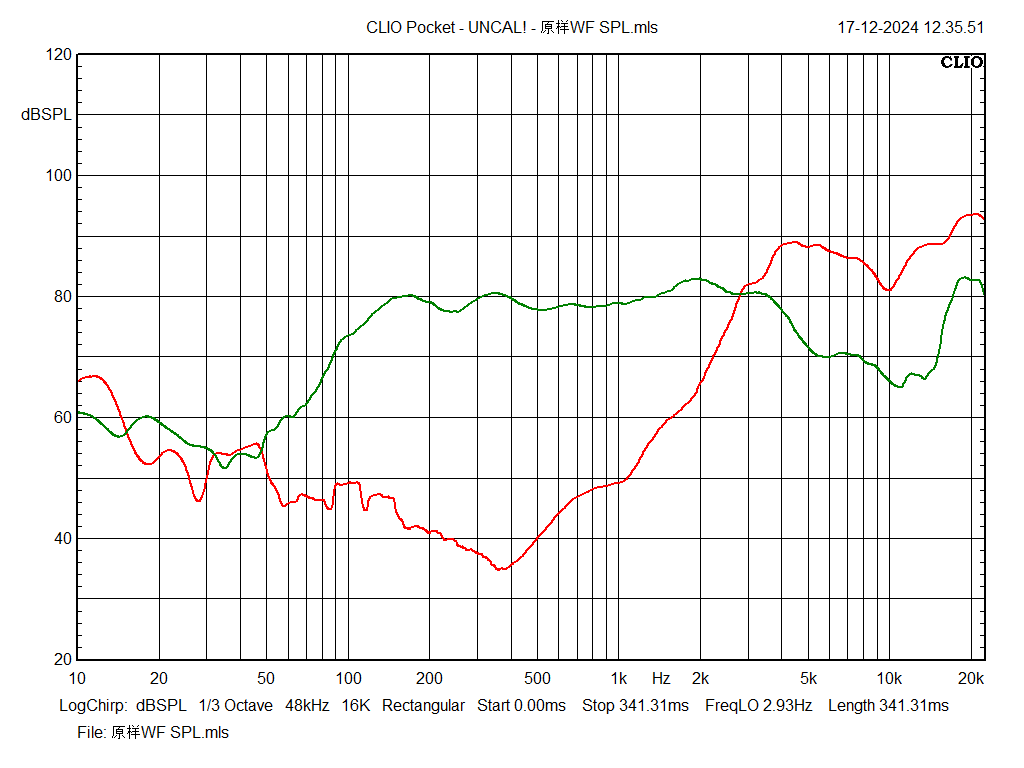 CLIO Pocket - UNCAL! - 原样WF SPL.mls 17-12-2024 12.35.51
120
CLIO
dBSPL
100
80
60
40
20
10 20 50 100 200 500 1k Hz 2k 5k 10k 20k
LogChirp: dBSPL 1/3 Octave 48kHz 16K Rectangular Start 0.00ms Stop 341.31ms FreqLO 2.93Hz Length 341.31ms
File: 原样WF SPL.mls